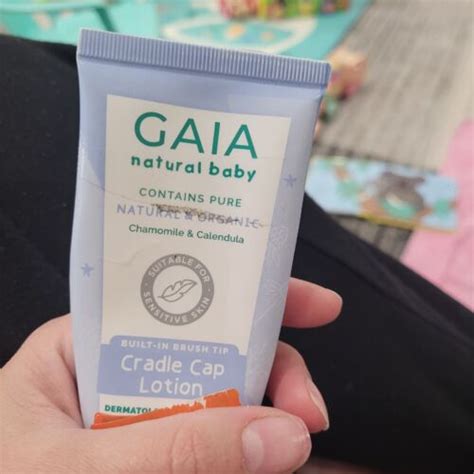 GAIA
natural baby
CONTAINS PURE
NATURAL & ORGANIC
Chamomile & Calendula
SUITABLE FOR
SENSITIVE SKIN
BUILT-IN BRUSH TIP
Cradle Cap
Lotion